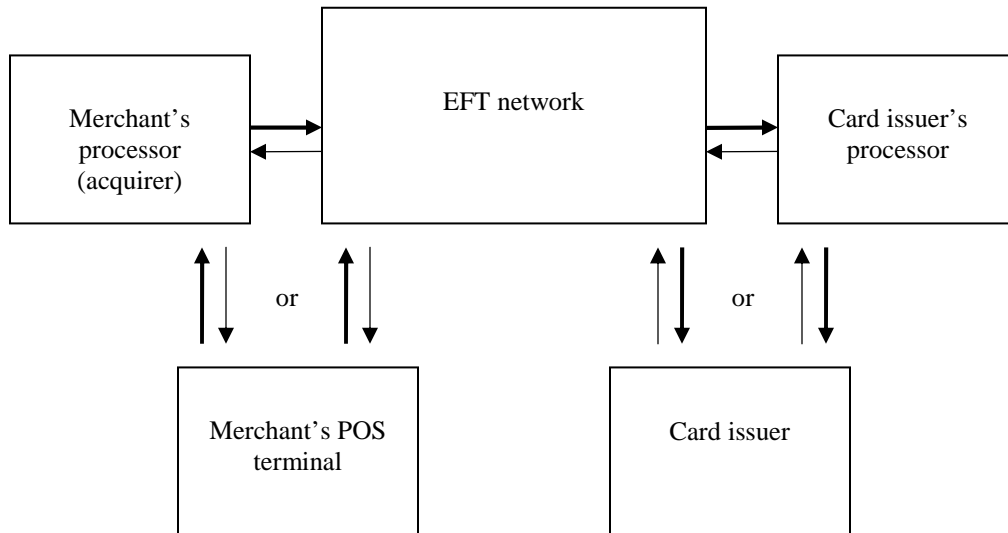 EFT network
Merchant’s
processor
(acquirer)
Card issuer’s
processor
or
or
Merchant’s POS
terminal
Card issuer